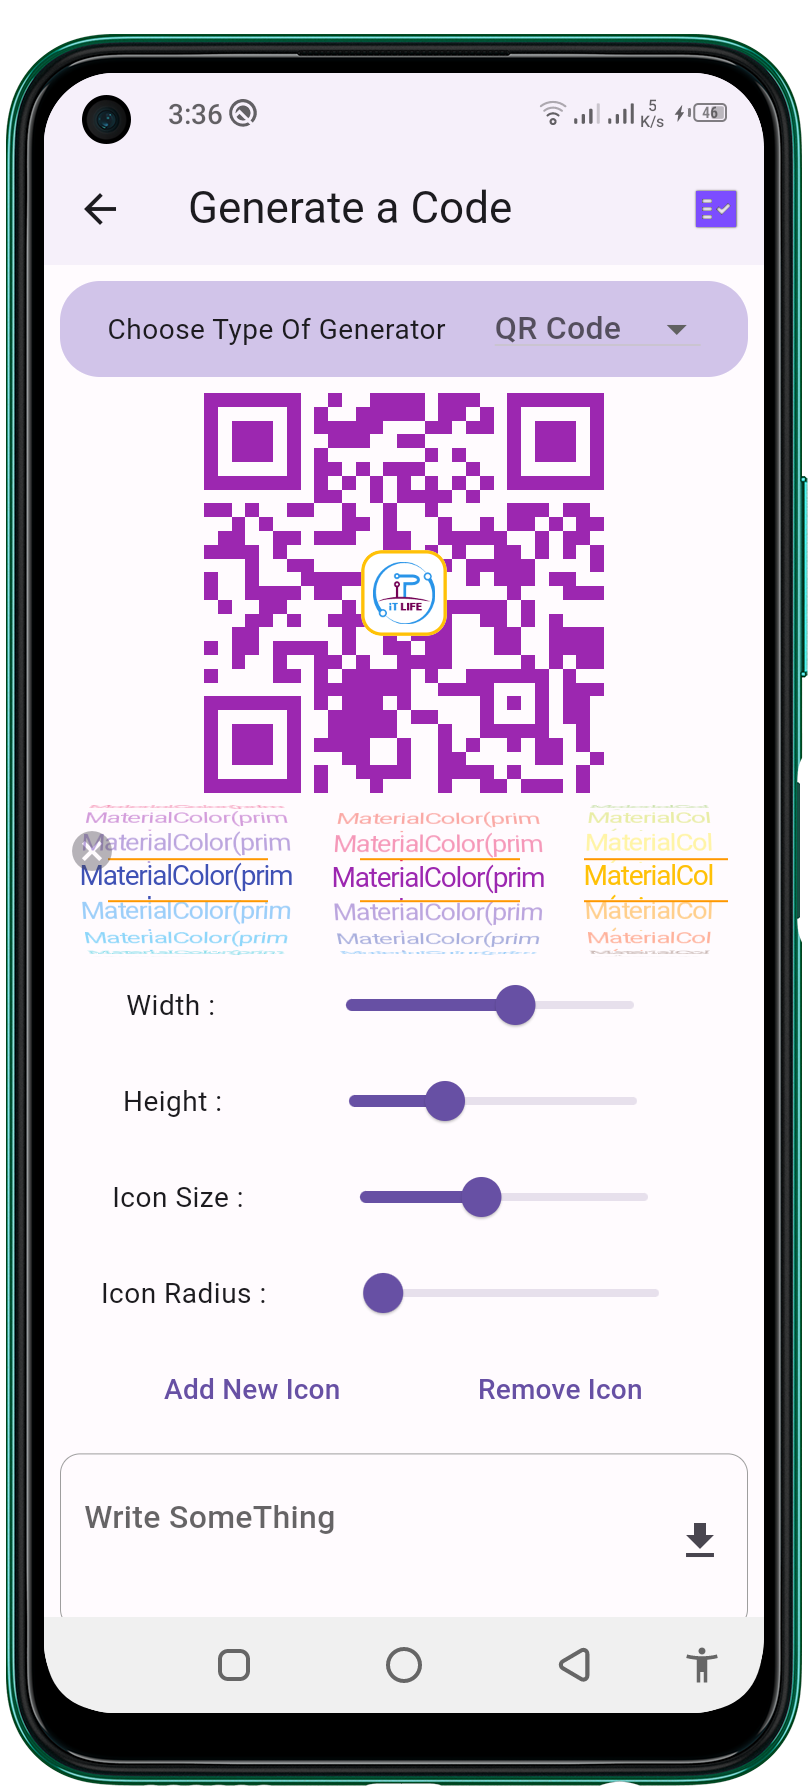 3:36
5
K/s
46
Generate a Code
Choose Type Of Generator
QR Code
iT LIFE
MaterialColor(prim
MaterialColor(prim
MaterialColor(prim
MaterialCol
MaterialColor(prim
MaterialColor(prim
MaterialCol
MaterialColor(prim
MaterialColor(prim
MaterialCol
MaterialColor(prim
MaterialColor(prim
MaterialCol
MaterialColor(prim
MaterialColor(prim
MaterialCol
Width :
Height :
Icon Size :
Icon Radius :
Add New Icon
Remove Icon
Write SomeThing